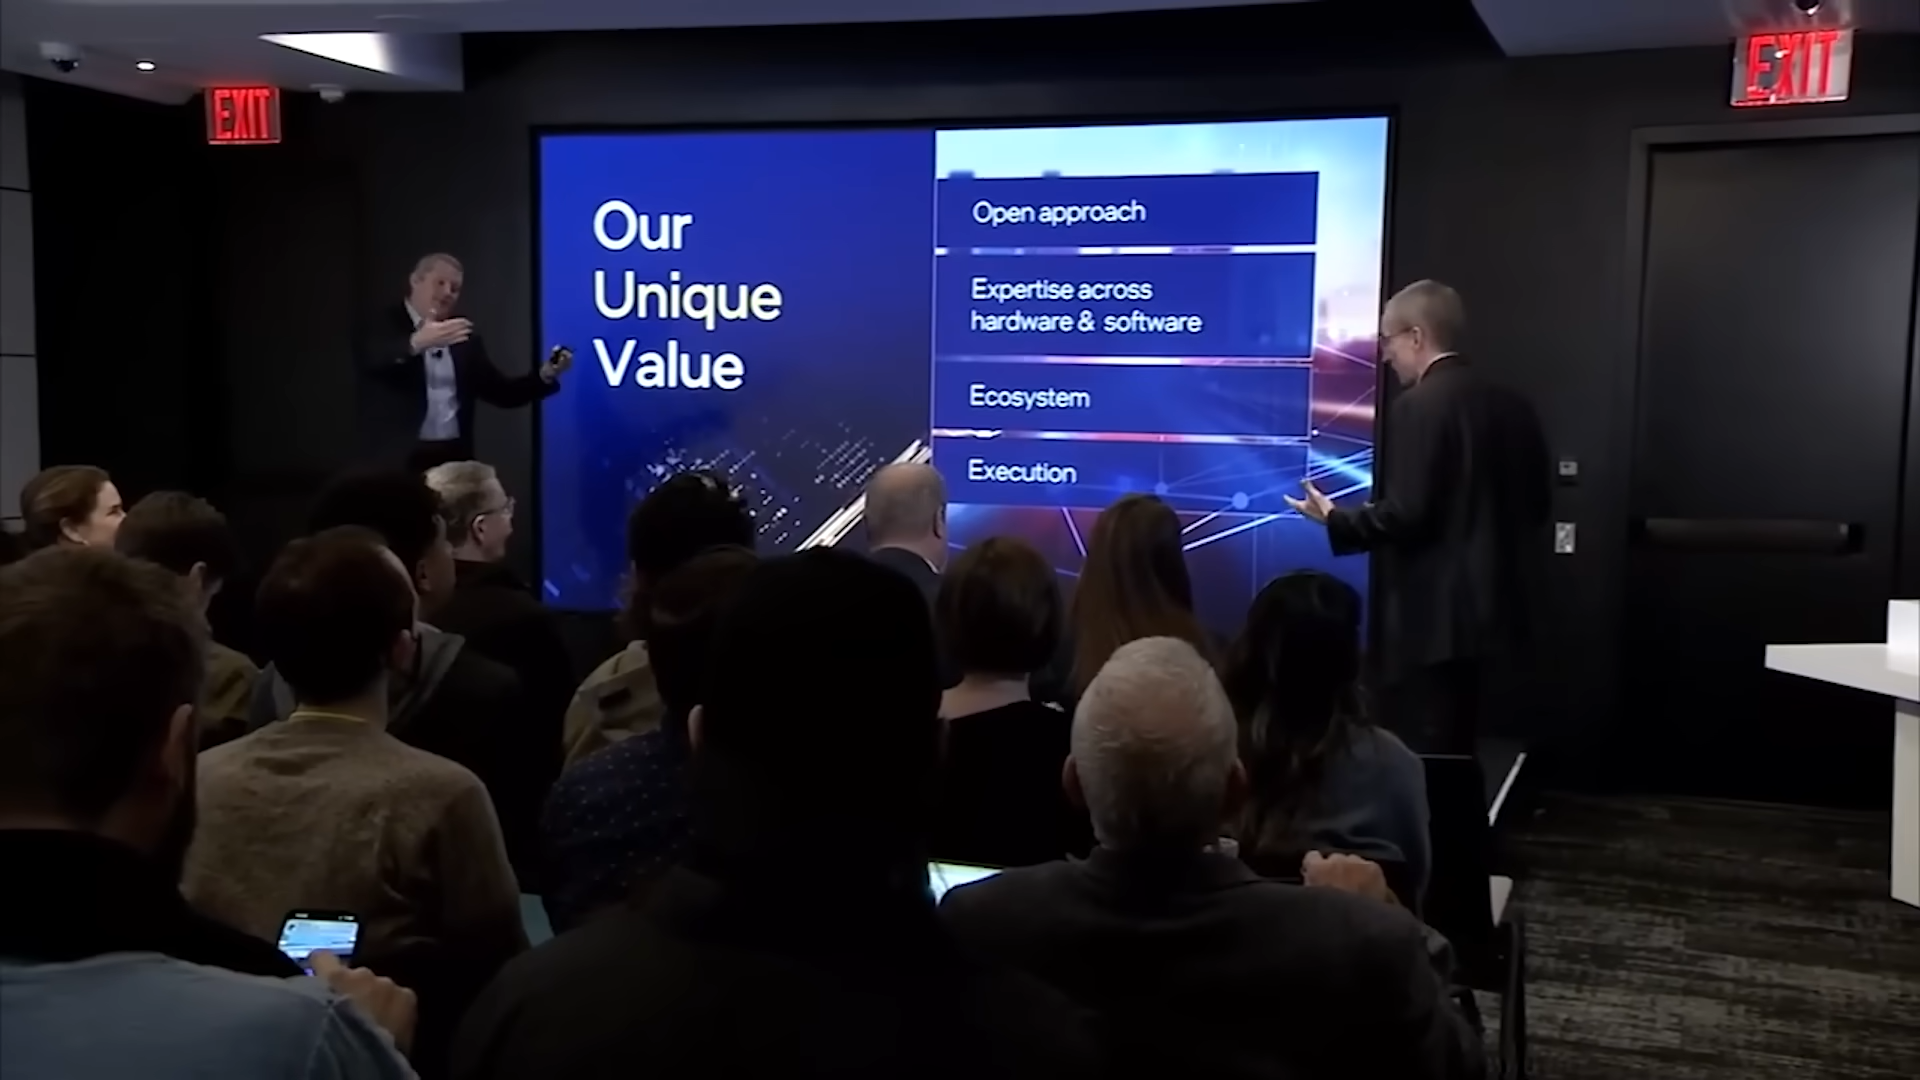 EXIT
EXIT
Our
Unique
Value
Open approach
Expertise across
hardware & software
Ecosystem
Execution